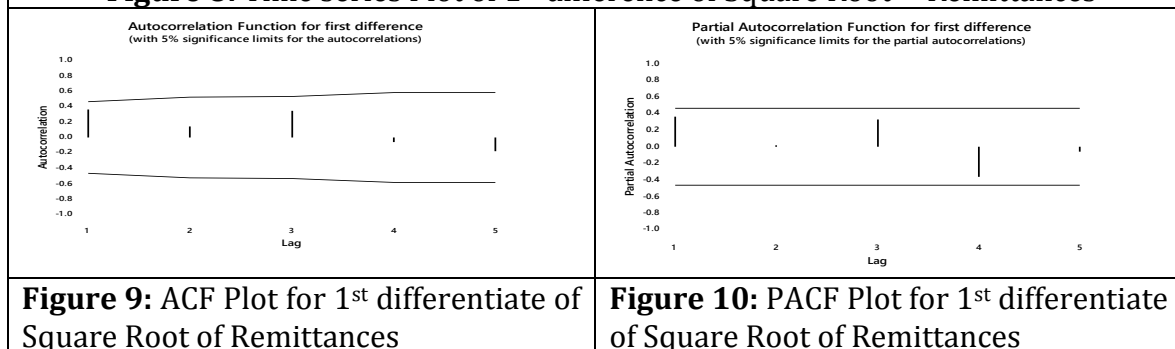 Autocorrelation Function for first difference
(with 5% significance limits for the autocorrelations)
1.0
0.8
0.6
0.4
0.2
0.0
-0.2
-0.4
-0.6
-0.8
-1.0
Autocorrelation
1 2 3 4 5
Lag
Partial Autocorrelation Function for first difference
(with 5% significance limits for the partial autocorrelations)
1.0
0.8
0.6
0.4
0.2
0.0
-0.2
-0.4
-0.6
-0.8
-1.0
Partial Autocorrelation
1 2 3 4 5
Lag
Figure 9: ACF Plot for 1st differentiate of
Square Root of Remittances
Figure 10: PACF Plot for 1st differentiate
of Square Root of Remittances